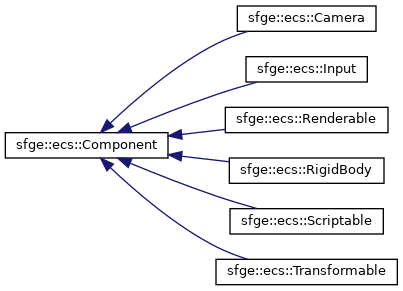 sfge::ecs::Camera
sfge::ecs::Input
sfge::ecs::Renderable
sfge::ecs::Component
sfge::ecs::RigidBody
sfge::ecs::Scriptable
sfge::ecs::Transformable